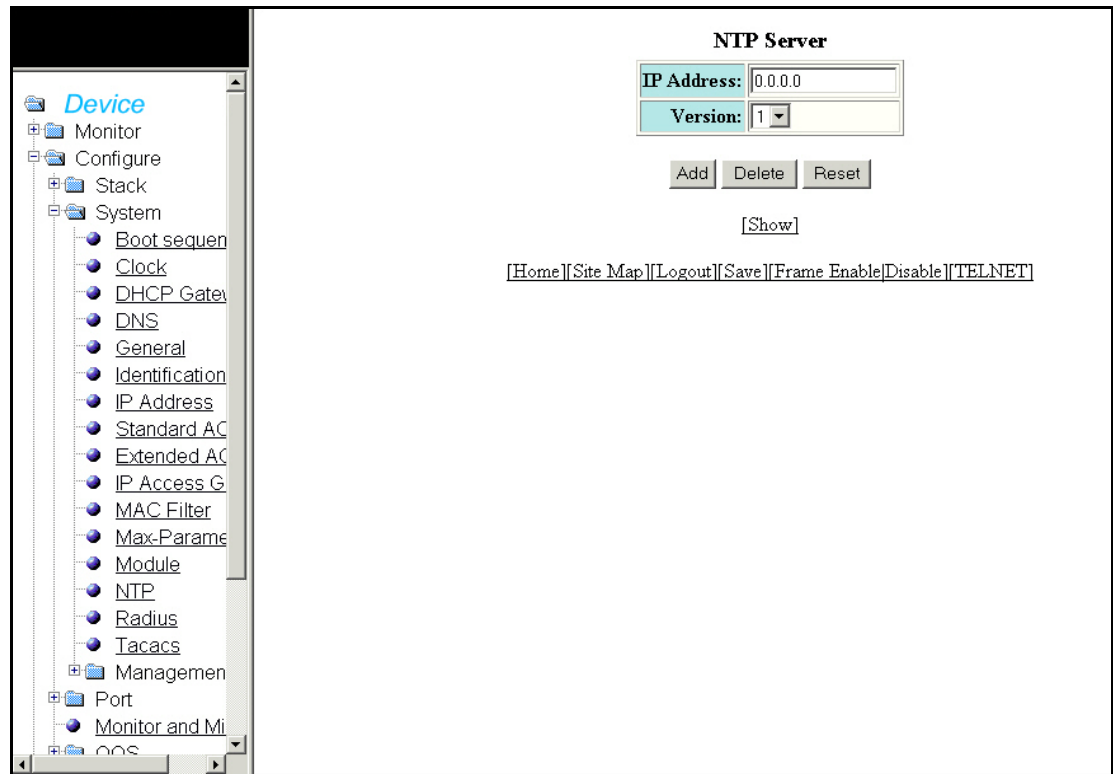 Device
Monitor
Configure
Stack
System
Boot sequen
Clock
DHCP Gatew
DNS
General
Identification
IP Address
Standard AC
Extended AC
IP Access G
MAC Filter
Max-Parame
Module
NTP
Radius
Tacacs
Managemen
Port
Monitor and Mi
QOS
NTP Server
IP Address: 0.0.0.0
Version: 1
Add Delete Reset
[Show]
[Home][Site Map][Logout][Save][Frame Enable|Disable][TELNET]